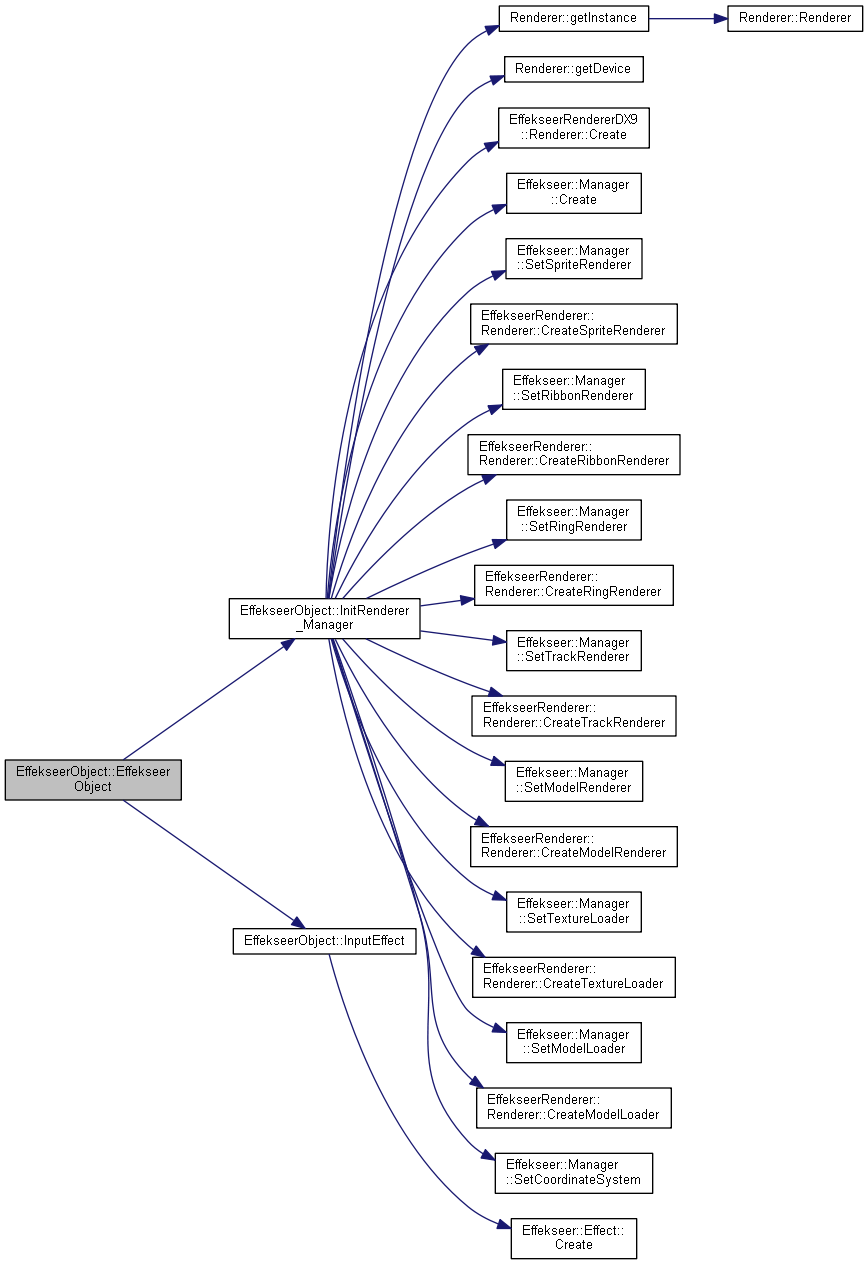 Renderer::getInstance
Renderer::Renderer
Renderer::getDevice
EffekseerRendererDX9
::Renderer::Create
Effekseer::Manager
::Create
Effekseer::Manager
::SetSpriteRenderer
EffekseerRenderer::
Renderer::CreateSpriteRenderer
Effekseer::Manager
::SetRibbonRenderer
EffekseerRenderer::
Renderer::CreateRibbonRenderer
Effekseer::Manager
::SetRingRenderer
EffekseerRenderer::
Renderer::CreateRingRenderer
EffekseerObject::InitRenderer
_Manager
Effekseer::Manager
::SetTrackRenderer
EffekseerRenderer::
Renderer::CreateTrackRenderer
EffekseerObject::Effekseer
Object
Effekseer::Manager
::SetModelRenderer
EffekseerRenderer::
Renderer::CreateModelRenderer
Effekseer::Manager
::SetTextureLoader
EffekseerObject::InputEffect
EffekseerRenderer::
Renderer::CreateTextureLoader
Effekseer::Manager
::SetModelLoader
EffekseerRenderer::
Renderer::CreateModelLoader
Effekseer::Manager
::SetCoordinateSystem
Effekseer::Effect::
Create